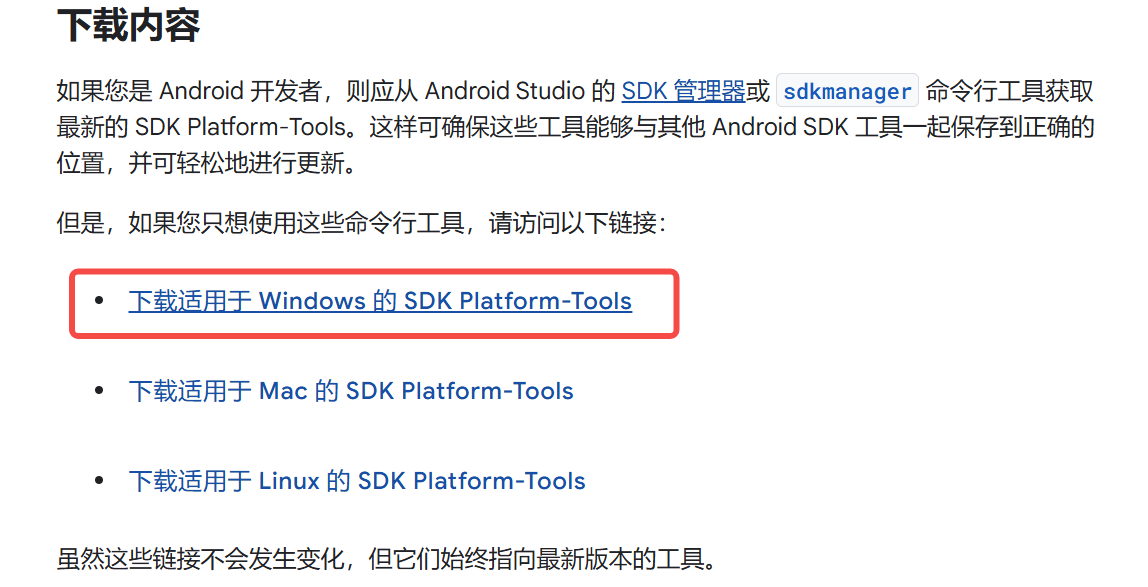 下载内容
如果您是 Android 开发者，则应从 Android Studio 的 SDK 管理器或 sdkmanager 命令行工具获取
最新的 SDK Platform-Tools。这样可确保这些工具能够与其他 Android SDK 工具一起保存到正确的
位置，并可轻松地进行更新。
但是，如果您只想使用这些命令行工具，请访问以下链接：
• 下载适用于 Windows 的 SDK Platform-Tools
• 下载适用于 Mac 的 SDK Platform-Tools
• 下载适用于 Linux 的 SDK Platform-Tools
虽然这些链接不会发生变化，但它们始终指向最新版本的工具。